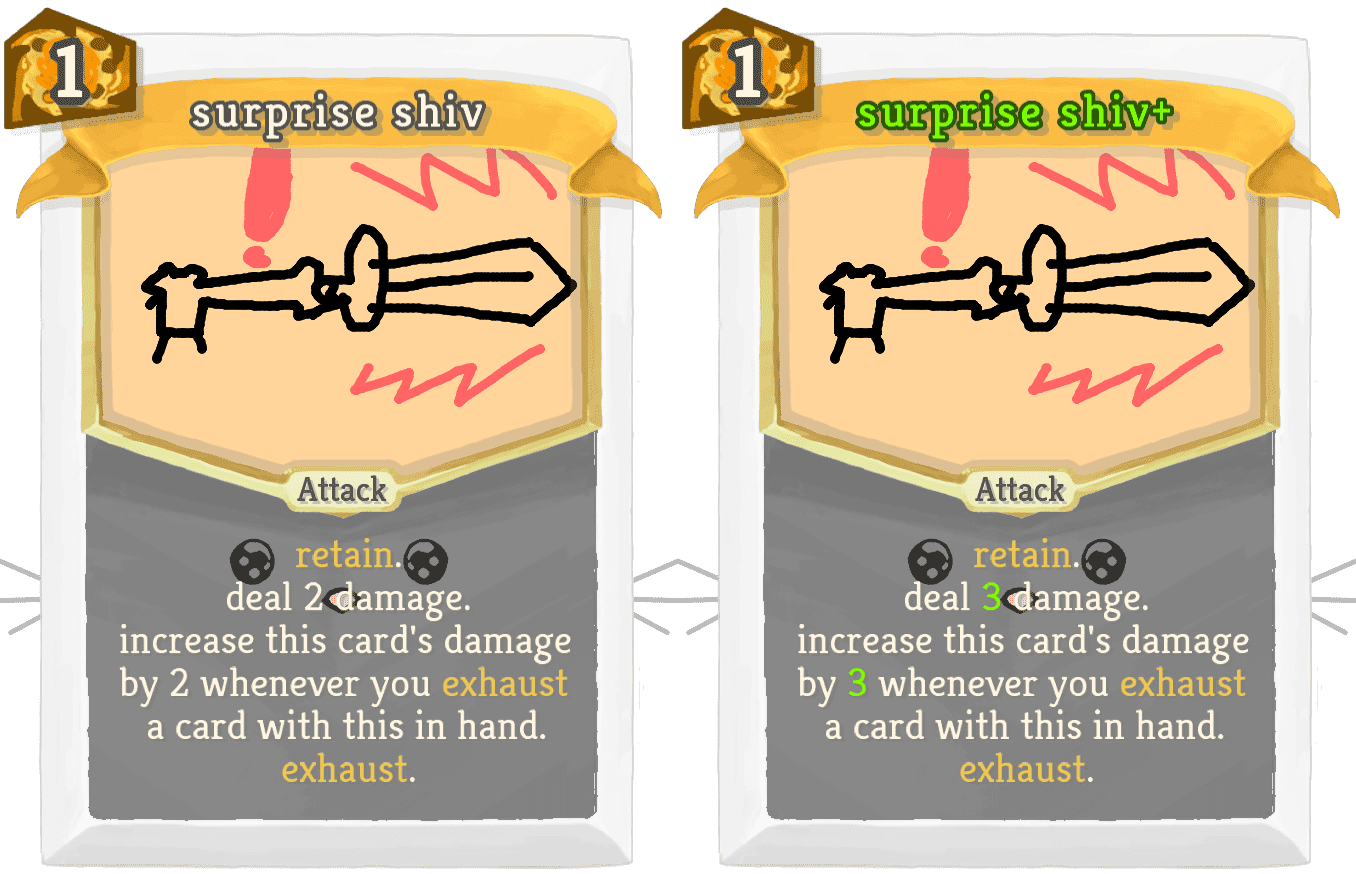 1
surprise shiv
Attack
retain.
deal 2 damage.
increase this card's damage
by 2 whenever you exhaust
a card with this in hand.
exhaust.
1
surprise shiv+
Attack
retain.
deal 3 damage.
increase this card's damage
by 3 whenever you exhaust
a card with this in hand.
exhaust.